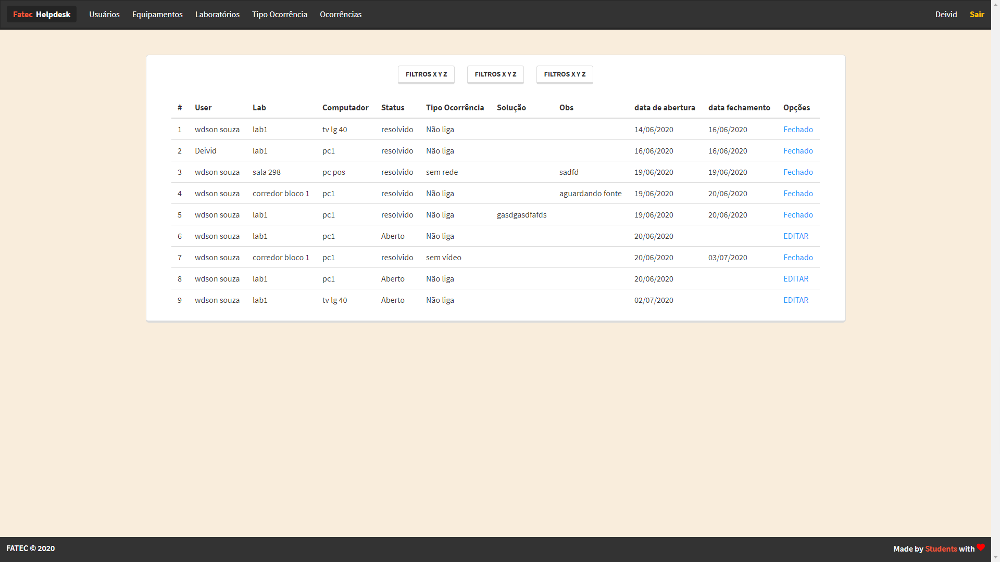 Fatec Helpdesk Usuários Equipamentos Laboratórios Tipo Ocorrência Ocorrências Deivid Sair
FILTROS X Y Z FILTROS X Y Z FILTROS X Y Z
# User Lab Computador Status Tipo Ocorrência Solução Obs data de abertura data fechamento Opções
1 wdson souza lab1 tv lg 40 resolvido Não liga 14/06/2020 16/06/2020 Fechado
2 Deivid lab1 pc1 resolvido Não liga 16/06/2020 16/06/2020 Fechado
3 wdson souza sala 298 pc pos resolvido sem rede sadfd 19/06/2020 19/06/2020 Fechado
4 wdson souza corredor bloco 1 pc1 resolvido Não liga aguardando fonte 19/06/2020 20/06/2020 Fechado
5 wdson souza lab1 pc1 resolvido Não liga gasdgasdfafds 19/06/2020 20/06/2020 Fechado
6 wdson souza lab1 pc1 Aberto Não liga 20/06/2020 EDITAR
7 wdson souza corredor bloco 1 pc1 resolvido sem vídeo 20/06/2020 03/07/2020 Fechado
8 wdson souza lab1 pc1 Aberto Não liga 20/06/2020 EDITAR
9 wdson souza lab1 tv lg 40 Aberto Não liga 02/07/2020 EDITAR
FATEC © 2020 Made by Students with